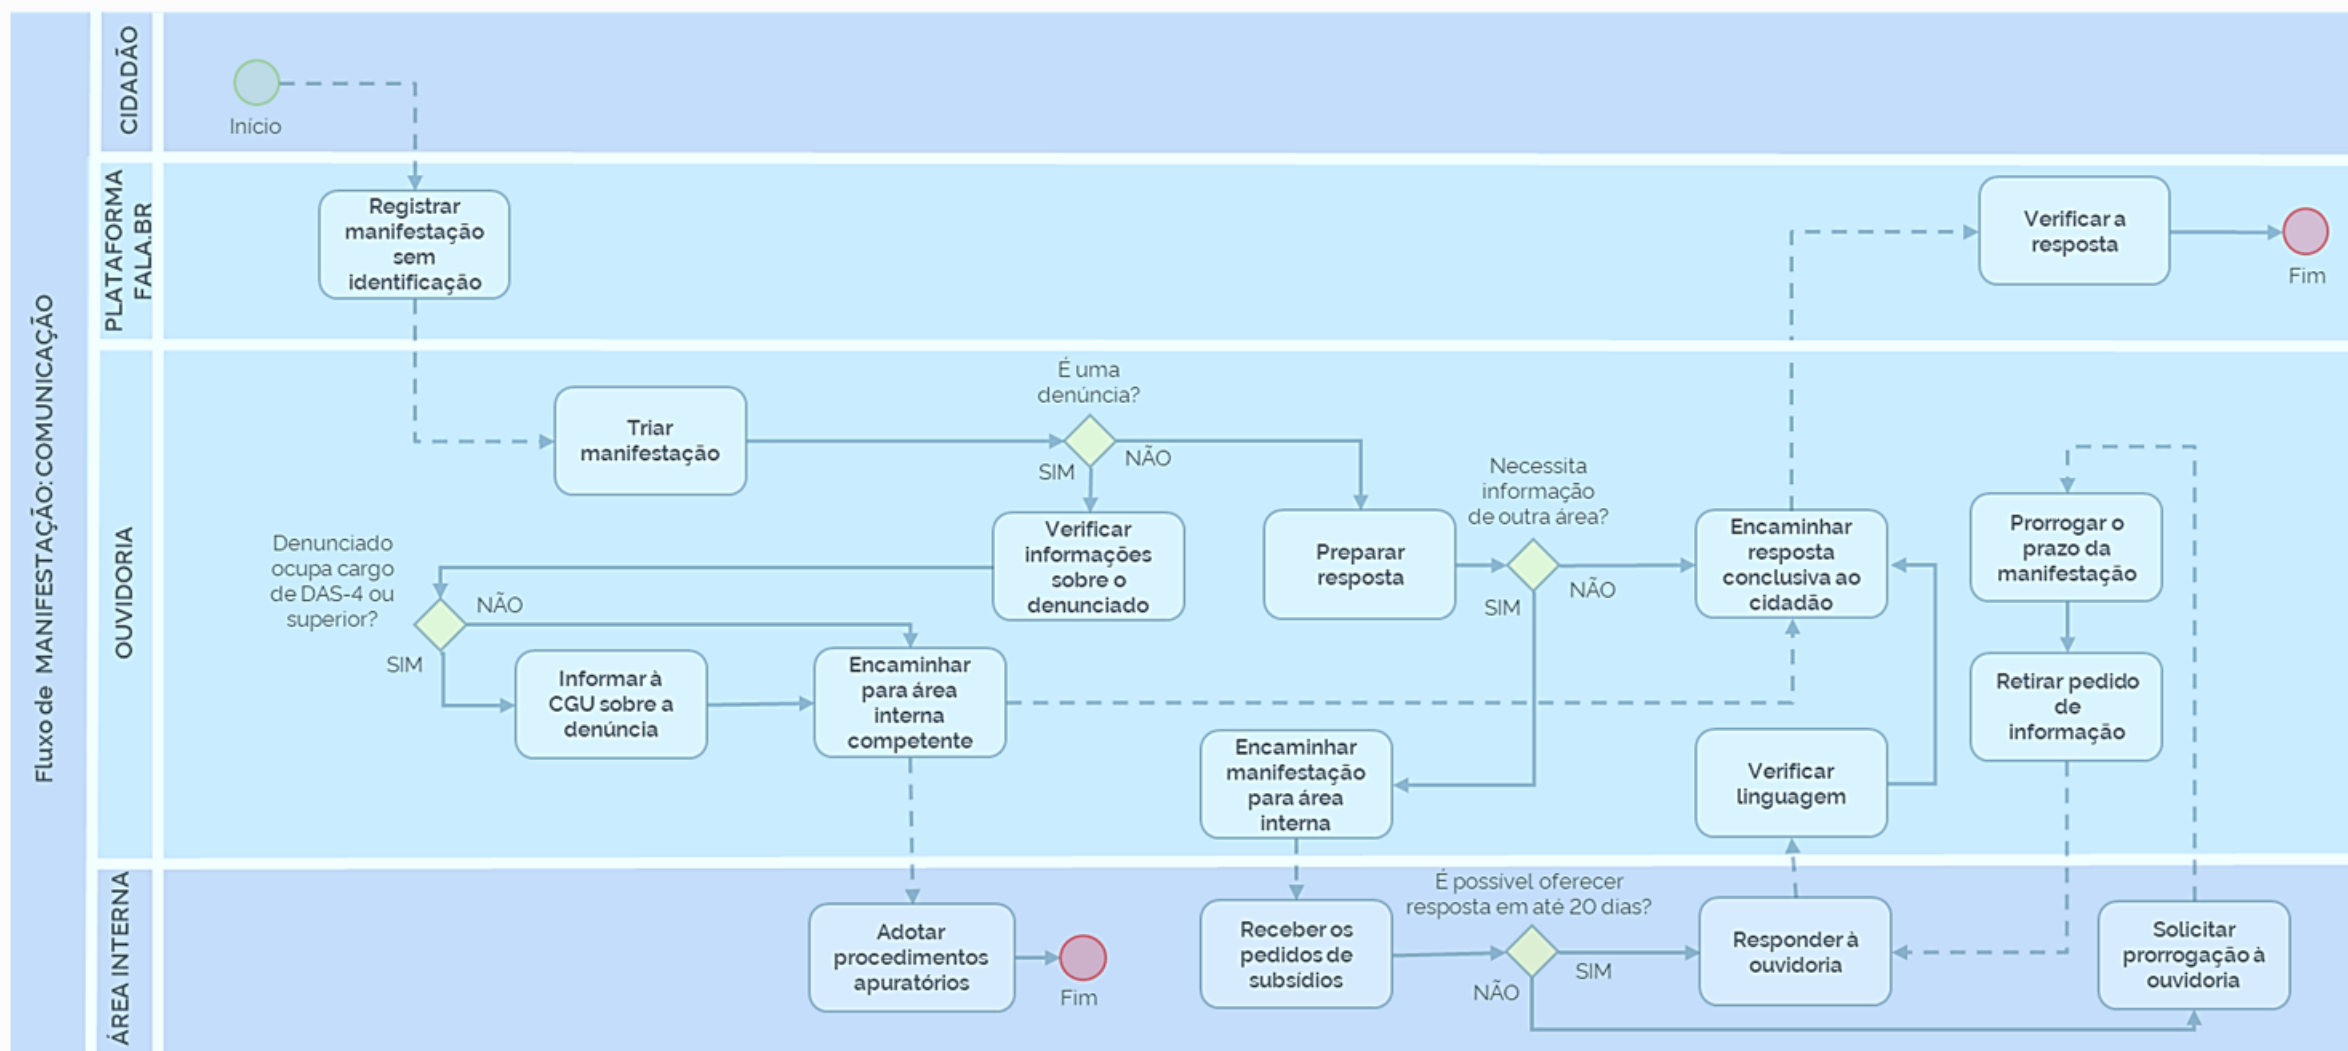 Fluxo de MANIFESTAÇÃO: COMUNICAÇÃO
CIDADÃO
Início
PLATAFORMA
FALA.BR
Registrar
manifestação
sem
identificação
Verificar a
resposta
Fim
OUVIDORIA
Triar
manifestação
É uma
denúncia?
SIM
NÃO
Verificar
informações
sobre o
denunciado
Preparar
resposta
Necessita
informação
de outra área?
SIM
NÃO
Encaminhar
resposta
conclusiva ao
cidadão
Prorrogar o
prazo da
manifestação
Retirar pedido
de
informação
Denunciado
ocupa cargo
de DAS-4 ou
superior?
NÃO
SIM
Informar à
CGU sobre a
denúncia
Encaminhar
para área
interna
competente
Encaminhar
manifestação
para área
interna
Verificar
linguagem
ÁREA INTERNA
Adotar
procedimentos
apuratórios
Fim
Receber os
pedidos de
subsídios
É possível oferecer
resposta em até 20 dias?
SIM
NÃO
Responder à
ouvidoria
Solicitar
prorrogação à
ouvidoria